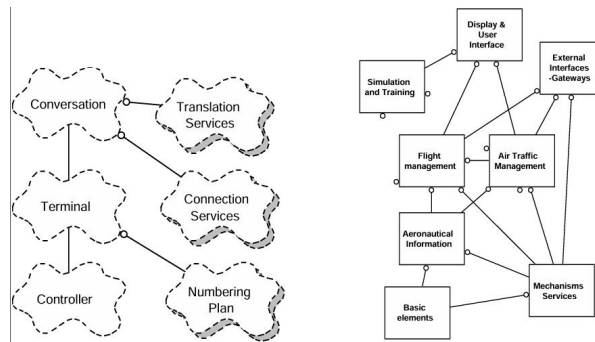 Conversation
Translation
Services
Terminal
Connection
Services
Controller
Numbering
Plan
Display &
User
Interface
External
Interfaces
-Gateways
Simulation
and Training
Flight
management
Air Traffic
Management
Aeronautical
Information
Mechanisms
Services
Basic
elements